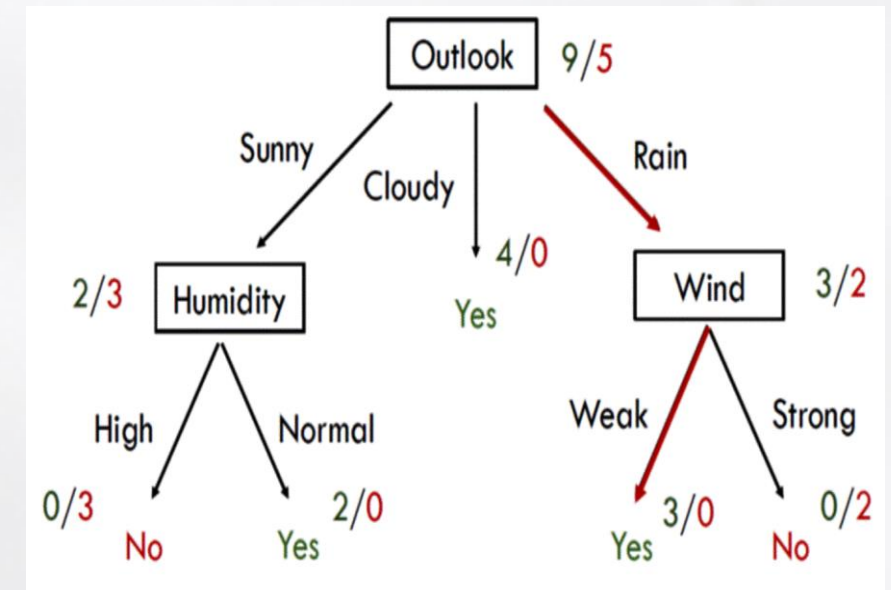 Outlook 9/5
Sunny
Cloudy
Rain
2/3 Humidity
4/0
Yes
Wind 3/2
High
Normal
Weak
Strong
0/3
No
2/0
Yes
3/0
Yes
0/2
No